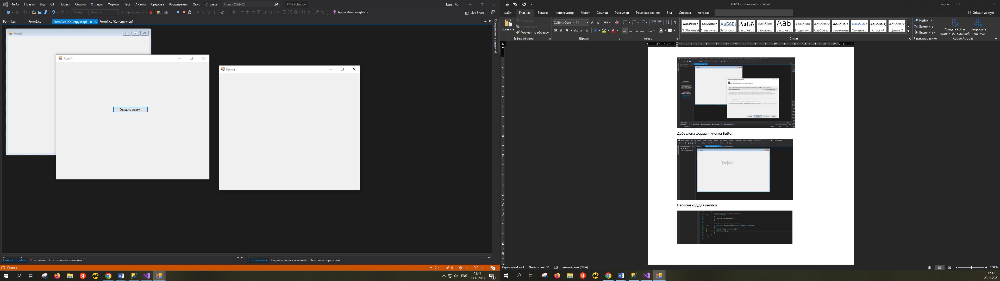 Файл Правка Вид Git Проект Сборка Отладка Формат Тест Анализ Средства Расширения Окно Справка Поиск (Ctrl+Q) PR12Pohabov Вход
Debug Any CPU Продолжить Application Insights Live Share
Form1.cs Form2.cs Form2.cs [Конструктор] Form1.cs [Конструктор]
Обозреватель решений
Form2
Form1
Открыть форму
Form2
Список ошибок Локальные Контрольные значения 1
Стек вызовов Параметры исключений Окно интерпретации
Готово 0 0 4
ENG 12:41 23.11.2023 5
ПР12-Похабов.docx - Word курсы
Файл Главная Вставка Конструктор Макет Ссылки Рассылки Рецензирование Вид Справка Acrobat Общий доступ
Вставить Вырезать Копировать Формат по образцу
Буфер обмена
Calibri (Осно 11
Ж К Ч abc
Шрифт
Абзац
АаБбВвГг, АаБбВвГг, АаБбВі АаБб АаБбВвГ АаЬ АаБбВвГ АаБбВвГг АаБбВвГг АаБбВвГг АаБбВвГг, АаБбВвГг
¶ Обычный ¶ Без инте... Заголово... Заголово... Заголово... Заголовок Подзагол... Слабое в... Выделение Сильное... Строгий Цитата 2
Стили
Найти
Заменить
Выделить
Редактирование
Создать PDF и поделиться ссылкой
Запросить подписи
Adobe Acrobat
Добавлена форма и кнопка Button
Написан код для кнопки
Страница 4 из 4 Число слов: 33 английский (США) 100 %
12:41
23.11.2023